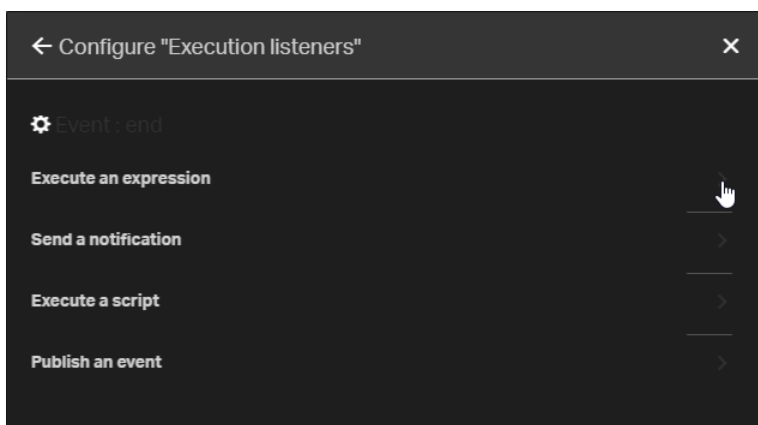 Configure "Execution listeners"
Event : end
Execute an expression
Send a notification
Execute a script
Publish an event